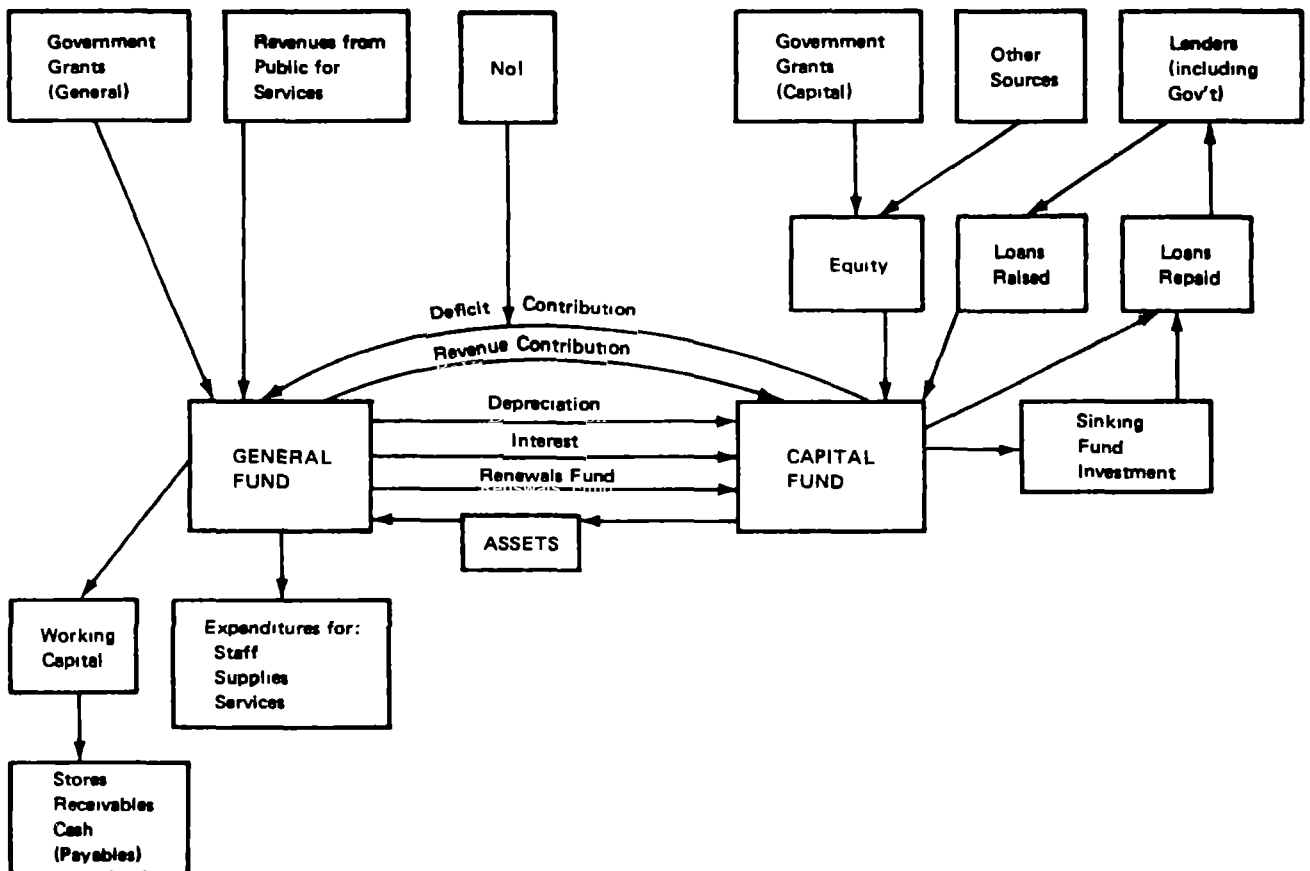 Government
Grants
(General)
Revenues from
Public for
Services
No!
Government
Grants
(Capital)
Other
Sources
Lenders
(including
Gov't)
Equity
Loans
Raised
Loans
Repaid
Deficit Contribution
Revenue Contribution
Depreciation
Interest
Renewals Fund
GENERAL
FUND
CAPITAL
FUND
Sinking
Fund
Investment
ASSETS
Working
Capital
Expenditures for:
Staff
Supplies
Services
Stores
Receivables
Cash
(Payables)